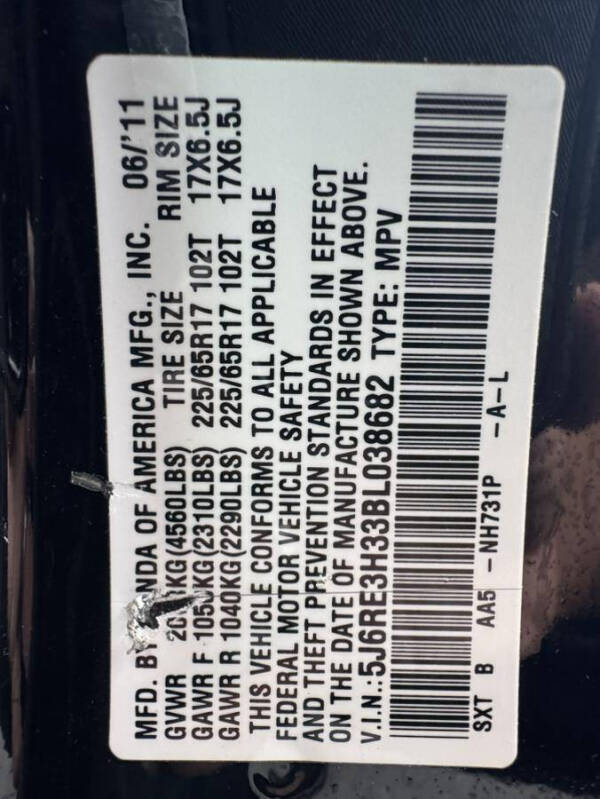 MFD. BY NDA OF AMERICA MFG., INC. 06/'11
GVWR KG(4560LBS) TIRE SIZE RIM SIZE
GAWR F 1050KG(2310LBS) 225/65R17 102T 17X6.5J
GAWR R 1040KG(2290LBS) 225/65R17 102T 17X6.5J
THIS VEHICLE CONFORMS TO ALL APPLICABLE
FEDERAL MOTOR VEHICLE SAFETY
AND THEFT PREVENTION STANDARDS IN EFFECT
ON THE DATE OF MANUFACTURE SHOWN ABOVE.
V.I.N.:5J6RE3H33BL038682 TYPE: MPV
SXT B AA5 -NH731P -A-L